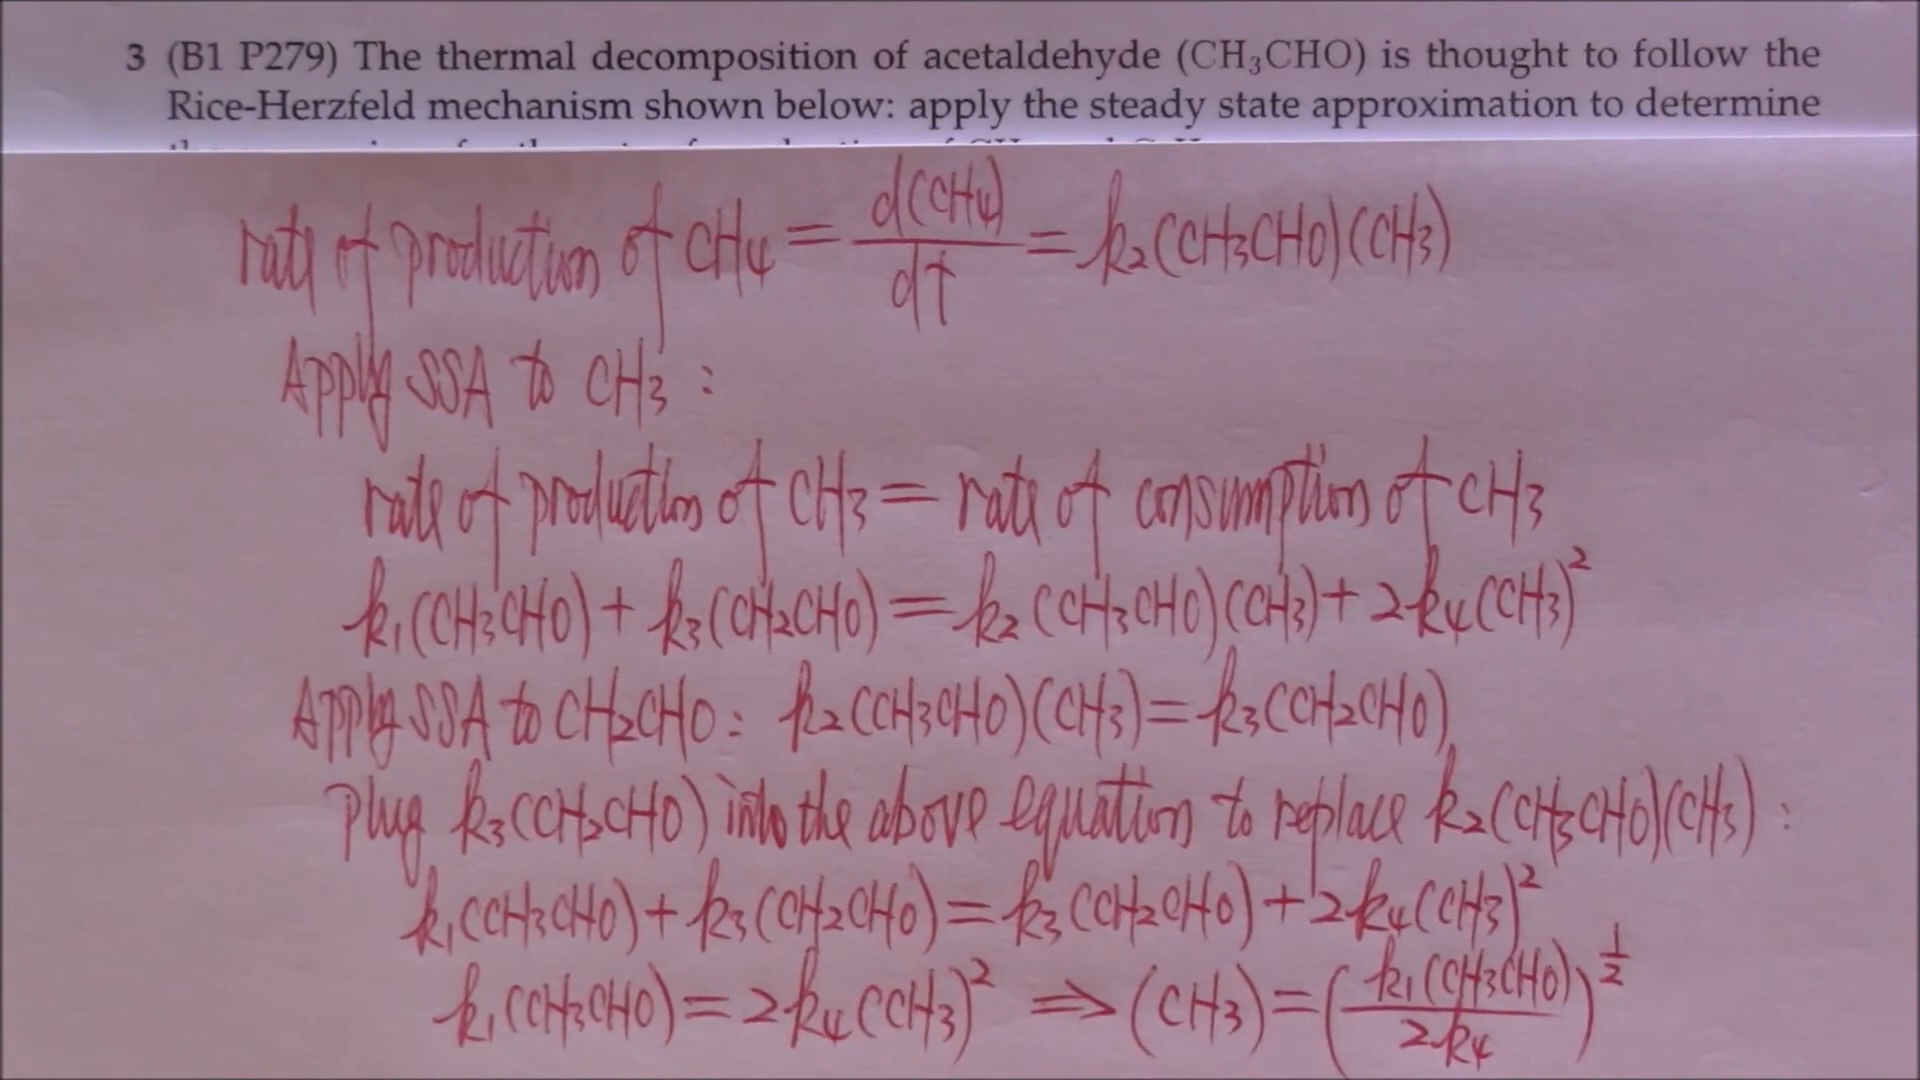 3 (B1 P279) The thermal decomposition of acetaldehyde (CH₃CHO) is thought to follow the
Rice-Herzfeld mechanism shown below: apply the steady state approximation to determine
rate of production of CH₄ = d(CH₄)/dt = k₂(CH₃CHO)(CH₃)
Apply SSA to CH₃ :
rate of production of CH₃ = rate of consumption of CH₃
k₁(CH₃CHO) + k₃(CH₂CHO) = k₂(CH₃CHO)(CH₃) + 2k₄(CH₃)²
Apply SSA to CH₂CHO : k₂(CH₃CHO)(CH₃) = k₃(CH₂CHO)
plug k₃(CH₂CHO) into the above equation to replace k₂(CH₃CHO)(CH₃) :
k₁(CH₃CHO) + k₃(CH₂CHO) = k₃(CH₂CHO) + 2k₄(CH₃)²
k₁(CH₃CHO) = 2k₄(CH₃)² ⇒ (CH₃) = (k₁(CH₃CHO)/2k₄)^½